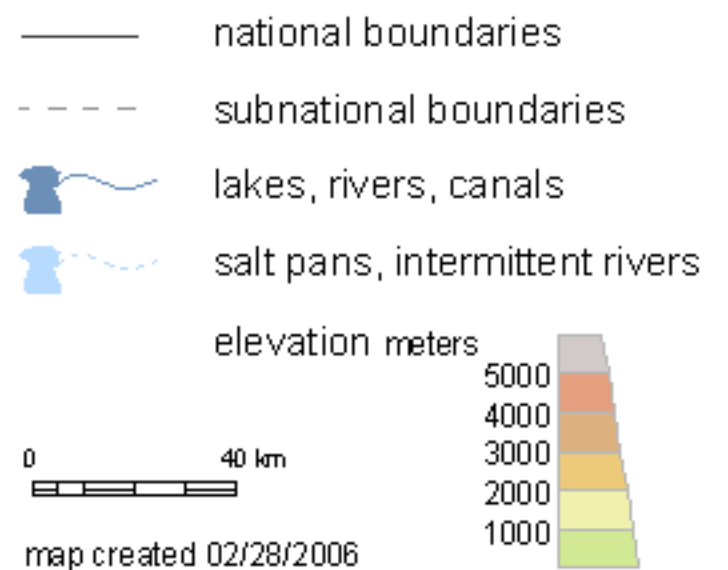 national boundaries
subnational boundaries
lakes, rivers, canals
salt pans, intermittent rivers
elevation meters
5000
4000
3000
2000
1000
0 40 km
map created 02/28/2006